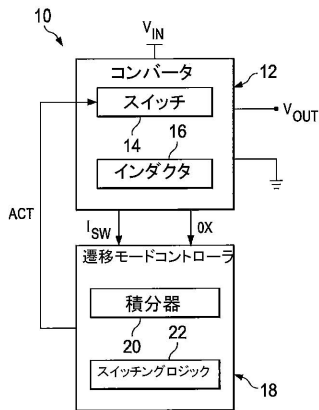 10
V_IN
コンバータ
12
スイッチ
14
V_OUT
16
インダクタ
ACT
I_SW
0X
遷移モードコントローラ
積分器
20
22
スイッチングロジック
18